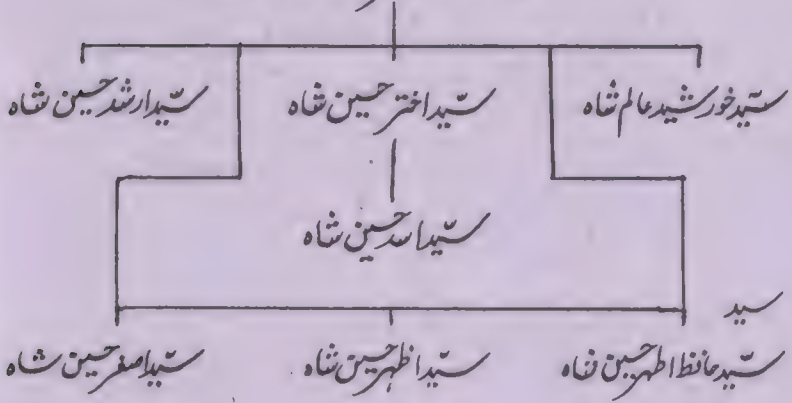 سید خورشید عالم شاہ سید اختر حسین شاہ سید ارشد حسین شاہ
سید اسد حسین شاہ
سید
سید حافظ اطہر حسین شاہ سید اظہر حسین شاہ سید اصغر حسین شاہ